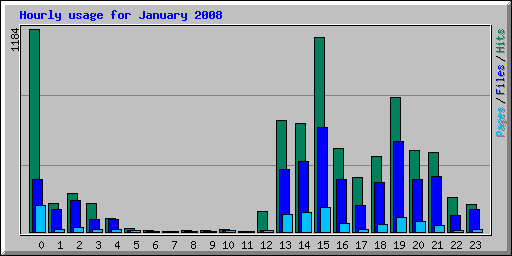 Hourly usage for January 2008
1184
Pages / Files / Hits
0 1 2 3 4 5 6 7 8 9 10 11 12 13 14 15 16 17 18 19 20 21 22 23